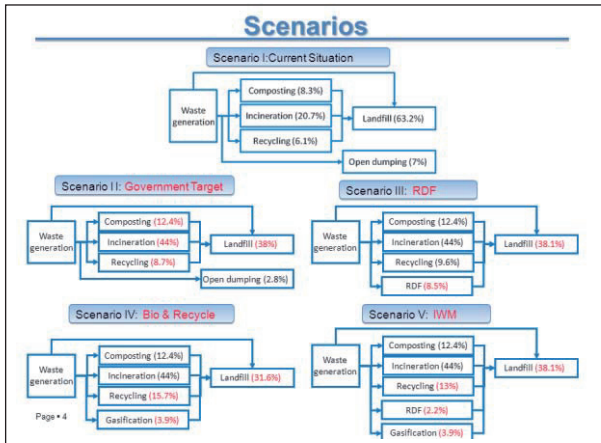 Scenarios
Scenario I:Current Situation
Composting (8.3%)
Waste
generation
Incineration (20.7%)
Landfill (63.2%)
Recycling (6.1%)
Open dumping (7%)
Scenario II: Government Target
Composting (12.4%)
Waste
generation
Incineration (44%)
Landfill (38%)
Recycling (8.7%)
Open dumping (2.8%)
Scenario III: RDF
Composting (12.4%)
Waste
generation
Incineration (44%)
Landfill (38.1%)
Recycling (9.6%)
RDF (8.5%)
Scenario IV: Bio & Recycle
Composting (12.4%)
Waste
generation
Incineration (44%)
Landfill (31.6%)
Recycling (15.7%)
Gasification (3.9%)
Page ▪ 4
Scenario V: IWM
Composting (12.4%)
Waste
generation
Incineration (44%)
Landfill (38.1%)
Recycling (13%)
RDF (2.2%)
Gasification (3.9%)